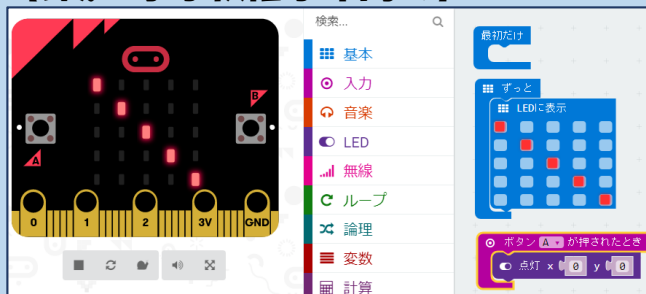 検索...
基本
入力
音楽
LED
無線
ループ
論理
変数
計算
A
B
0
1
2
3V
GND
最初だけ
ずっと
LEDに表示
ボタン A が押されたとき
点灯 x 0 y 0